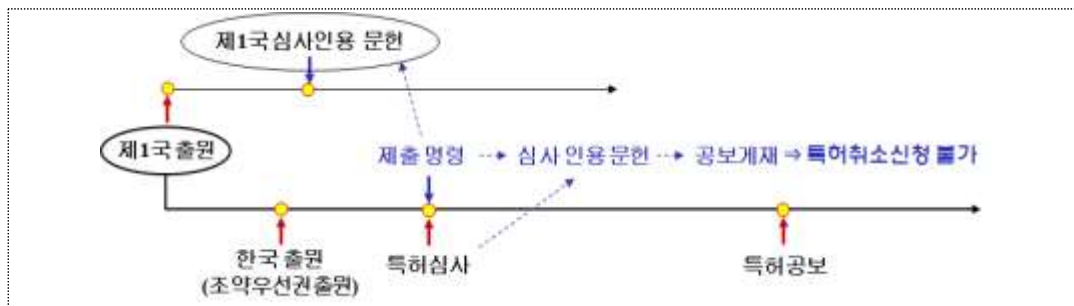 제1국심사인용 문헌
제1국 출원
제출 명령 심사 인용 문헌 공보게재 ⇒ 특허취소신청 불가
한국 출원
(조약우선권출원)
특허심사
특허공보